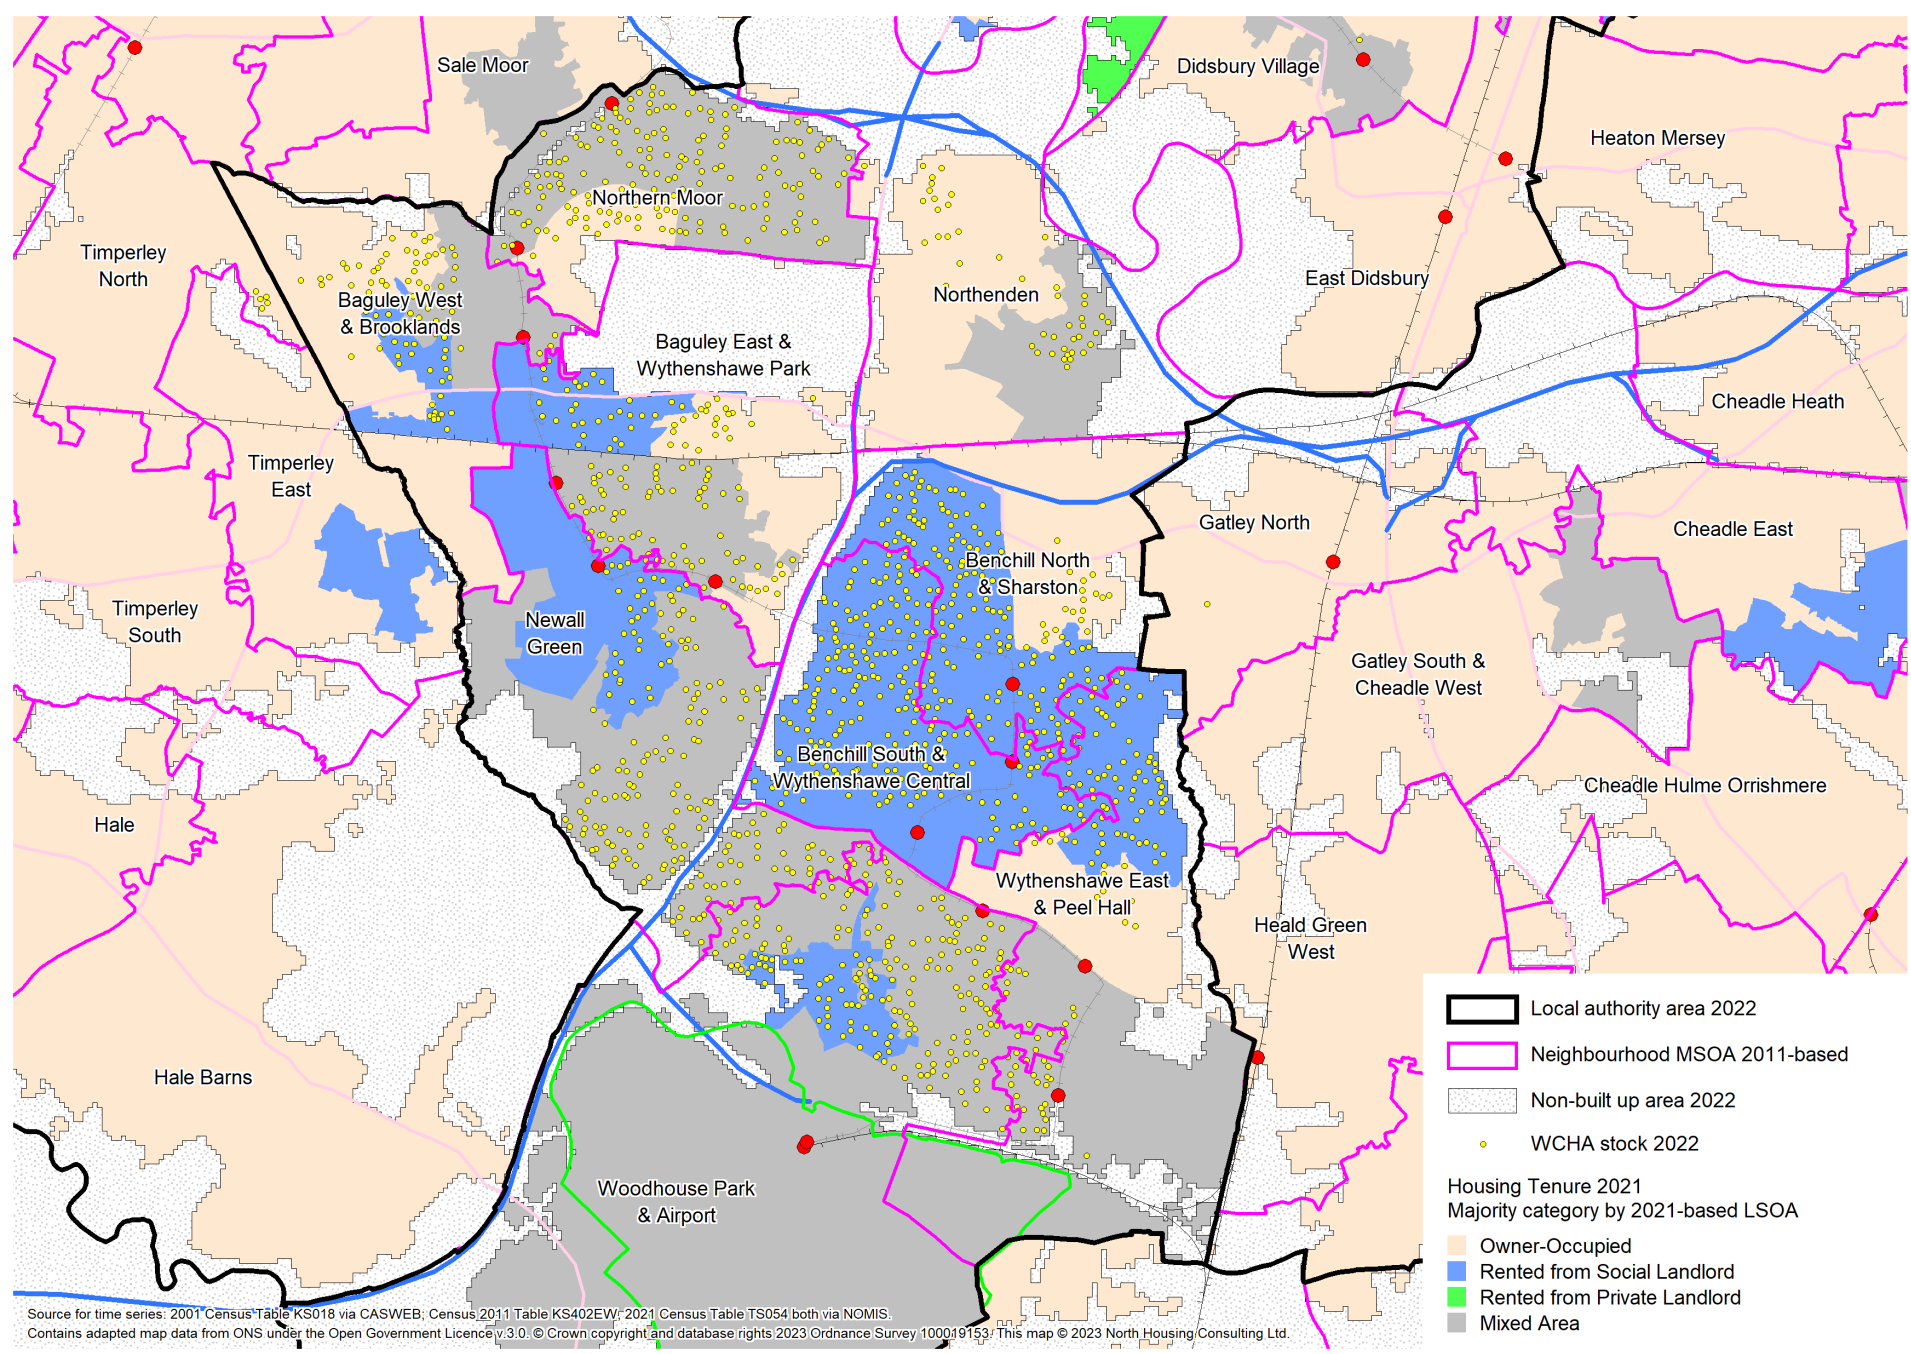 Sale Moor
Didsbury Village
Heaton Mersey
Northern Moor
Timperley
North
East Didsbury
Baguley West
& Brooklands
Northenden
Baguley East &
Wythenshawe Park
Cheadle Heath
Timperley
East
Gatley North
Cheadle East
Benchill North
& Sharston
Timperley
South
Newall
Green
Gatley South &
Cheadle West
Benchill South &
Wythenshawe Central
Cheadle Hulme Orrishmere
Hale
Wythenshawe East
& Peel Hall
Heald Green
West
Hale Barns
Woodhouse Park
& Airport
Local authority area 2022
Neighbourhood MSOA 2011-based
Non-built up area 2022
WCHA stock 2022
Housing Tenure 2021
Majority category by 2021-based LSOA
Owner-Occupied
Rented from Social Landlord
Rented from Private Landlord
Mixed Area
Source for time series: 2001 Census Table KS018 via CASWEB; Census 2011 Table KS402EW; 2021 Census Table TS054 both via NOMIS.
Contains adapted map data from ONS under the Open Government Licence v.3.0. © Crown copyright and database rights 2023 Ordnance Survey 100019153. This map © 2023 North Housing Consulting Ltd.